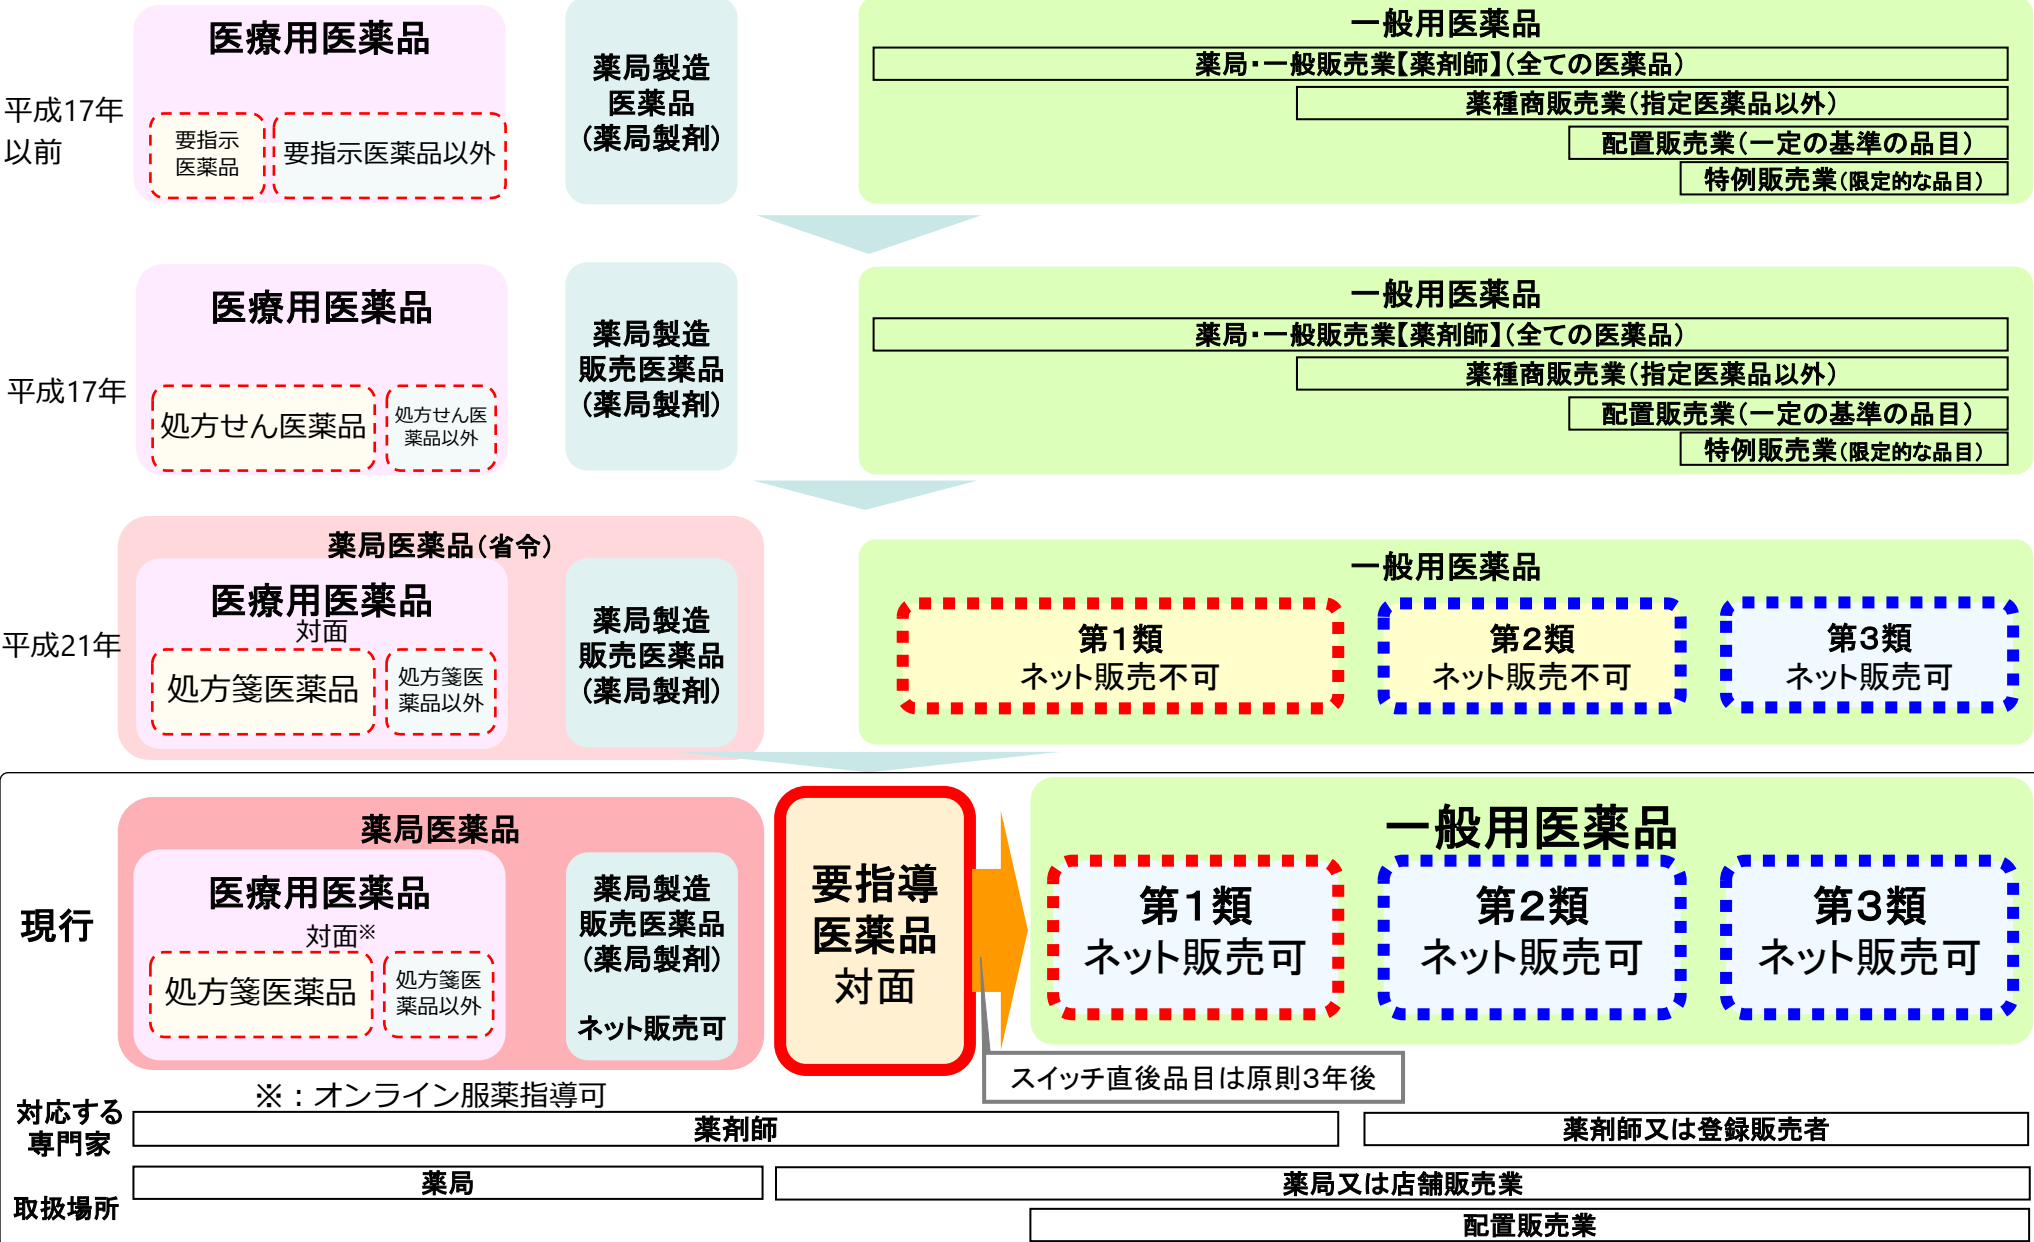 平成17年
以前
医療用医薬品
要指示
医薬品
要指示医薬品以外
薬局製造
医薬品
（薬局製剤）
一般用医薬品
薬局・一般販売業【薬剤師】（全ての医薬品）
薬種商販売業（指定医薬品以外）
配置販売業（一定の基準の品目）
特例販売業（限定的な品目）
平成17年
医療用医薬品
処方せん医薬品
処方せん医
薬品以外
薬局製造
販売医薬品
（薬局製剤）
一般用医薬品
薬局・一般販売業【薬剤師】（全ての医薬品）
薬種商販売業（指定医薬品以外）
配置販売業（一定の基準の品目）
特例販売業（限定的な品目）
平成21年
薬局医薬品（省令）
医療用医薬品
対面
処方箋医薬品
処方箋医
薬品以外
薬局製造
販売医薬品
（薬局製剤）
一般用医薬品
第１類
ネット販売不可
第２類
ネット販売不可
第３類
ネット販売可
現行
薬局医薬品
医療用医薬品
対面※
処方箋医薬品
処方箋医
薬品以外
薬局製造
販売医薬品
（薬局製剤）
ネット販売可
要指導
医薬品
対面
一般用医薬品
第１類
ネット販売可
第２類
ネット販売可
第３類
ネット販売可
スイッチ直後品目は原則３年後
※：オンライン服薬指導可
対応する
専門家
薬剤師
薬剤師又は登録販売者
取扱場所
薬局
薬局又は店舗販売業
配置販売業